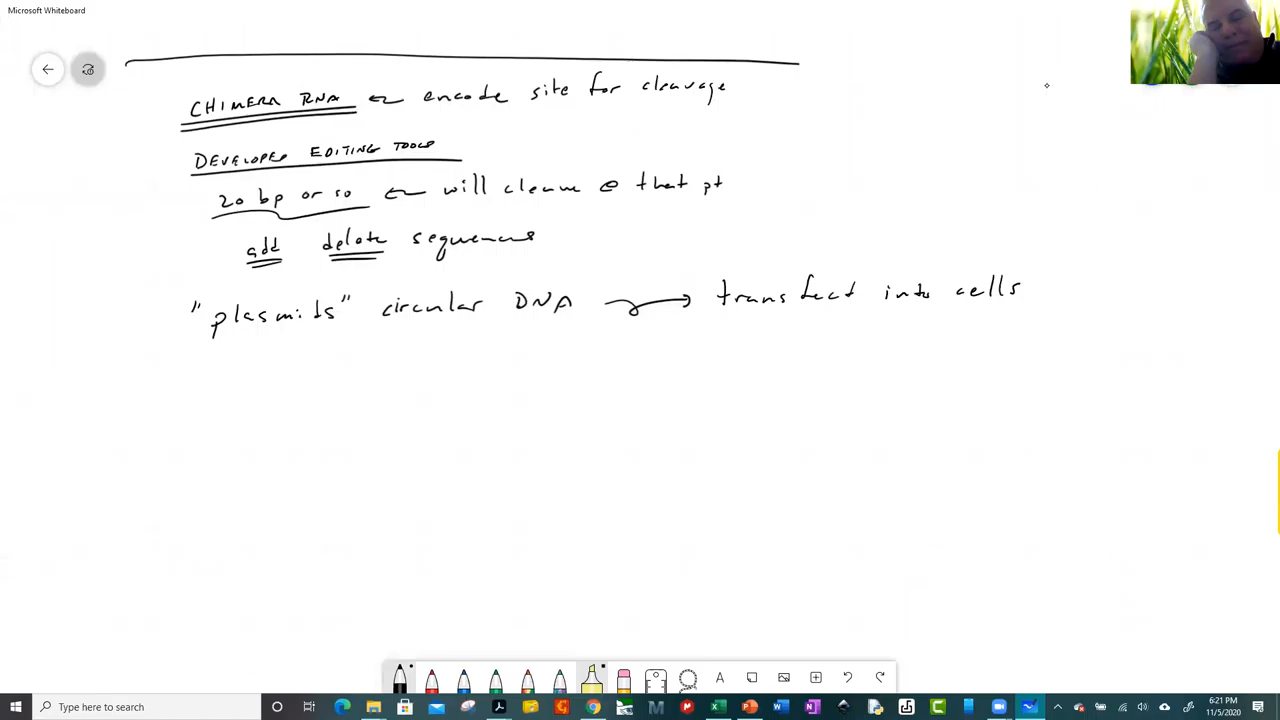 Microsoft Whiteboard
CHIMERA RNA ← encode site for cleavage
DEVELOPED EDITING TOOLS
20 bp or so ← will cleave @ that pt
add delete sequences
"plasmids" circular DNA → transfect into cells
Type here to search
6:21 PM
11/5/2020